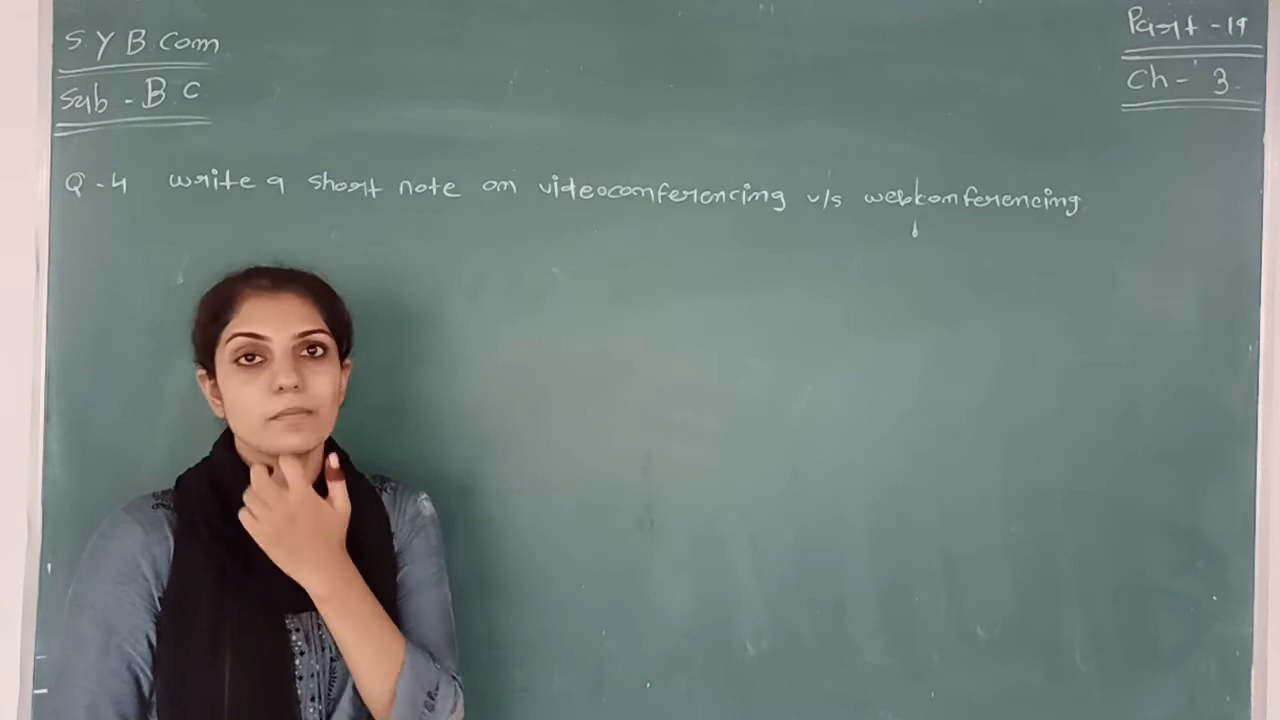 S Y B Com
Sub - B C
Part - 19
Ch - 3
Q - 4 write a short note on videoconferencing v/s webconferencing